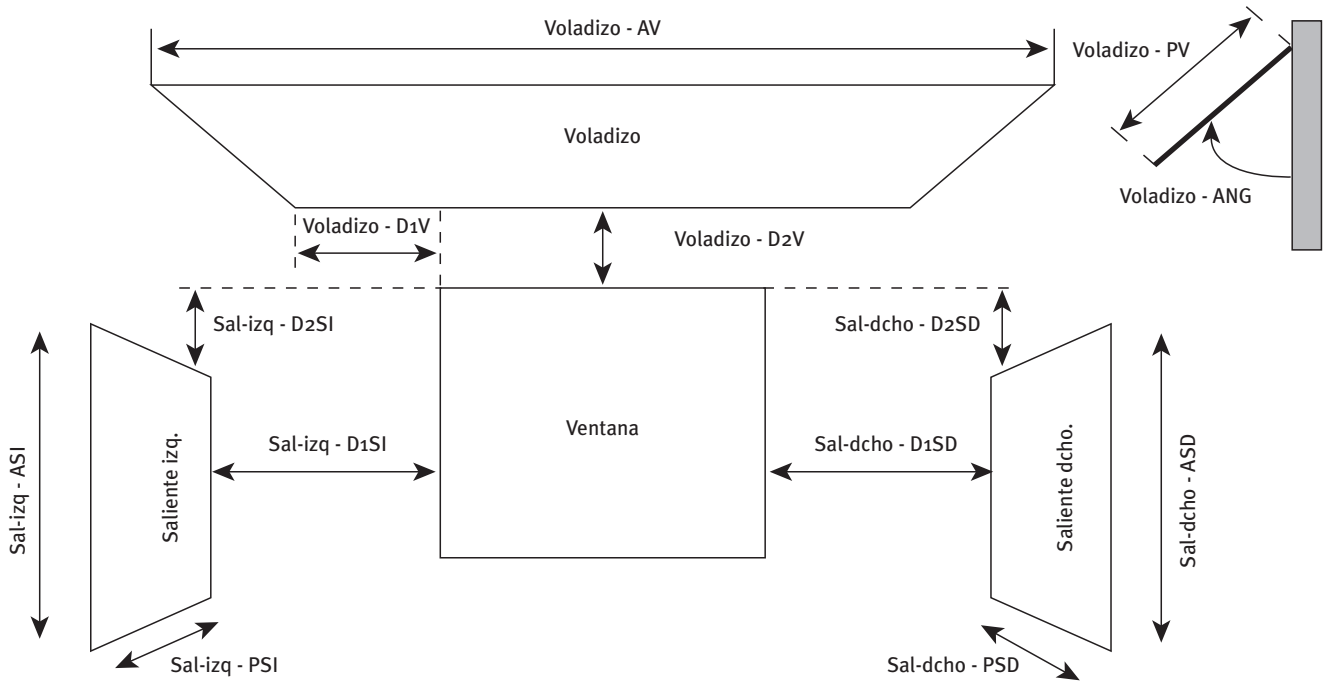 Voladizo - AV
Voladizo - PV
Voladizo
Voladizo - ANG
Voladizo - D1V
Voladizo - D2V
Sal-izq - D2SI
Sal-dcho - D2SD
Sal-izq - ASI
Saliente izq.
Sal-izq - D1SI
Ventana
Sal-dcho - D1SD
Saliente dcho.
Sal-dcho - ASD
Sal-izq - PSI
Sal-dcho - PSD